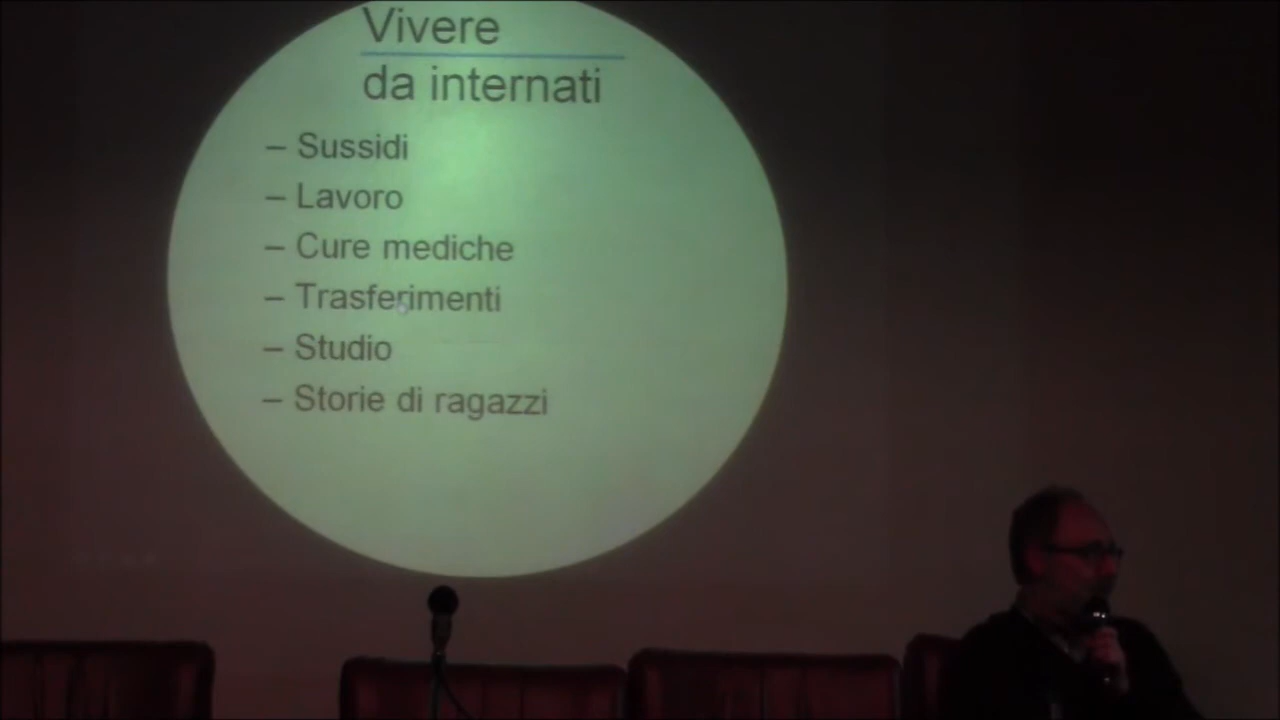 Vivere
da internati
– Sussidi
– Lavoro
– Cure mediche
– Trasferimenti
– Studio
– Storie di ragazzi